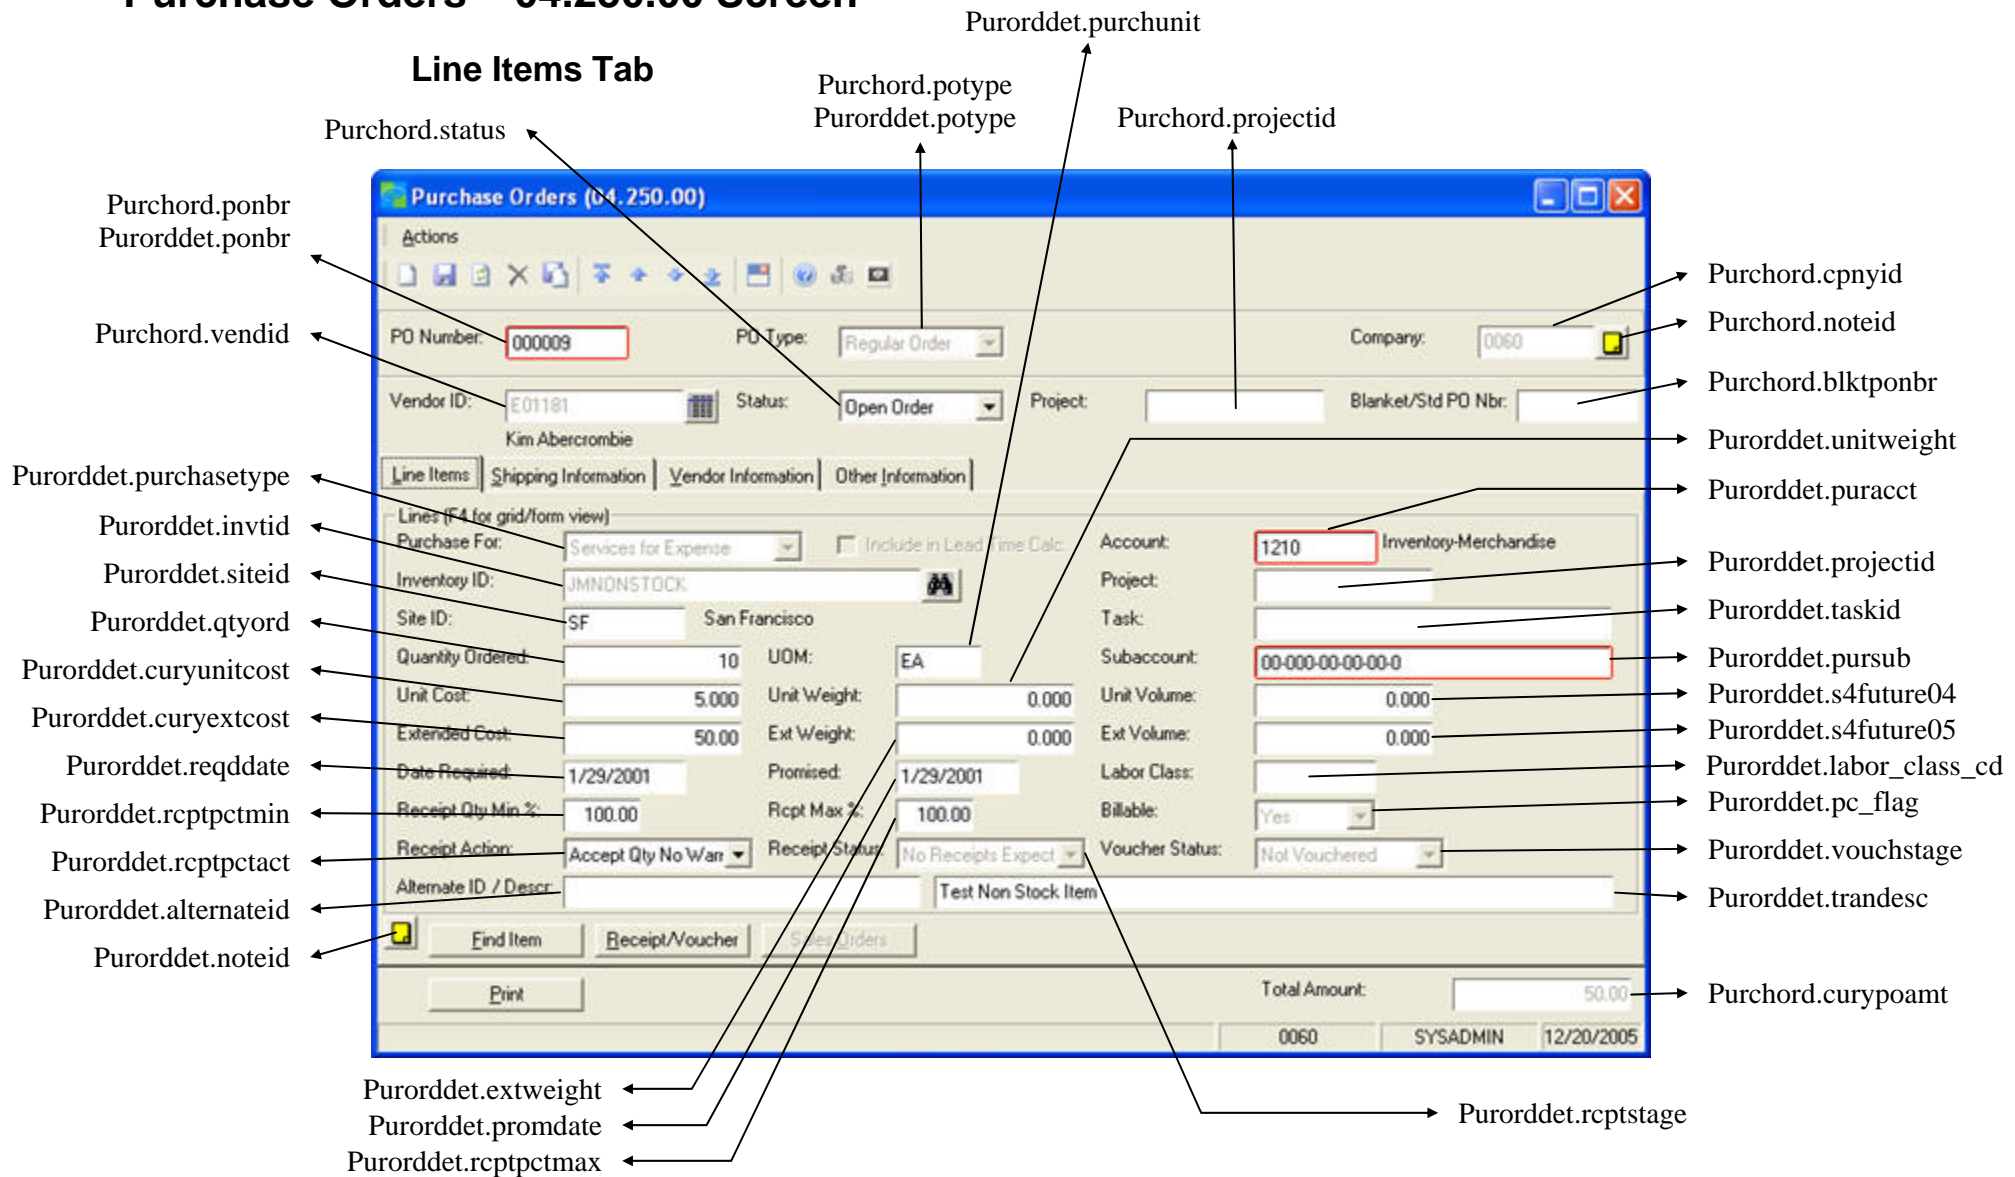 Purchase Orders – 04.250.00 Screen
Purorddet.purchunit
Line Items Tab
Purchord.potype
Purorddet.potype
Purchord.status
Purchord.projectid
Purchase Orders (04.250.00)
Purchord.ponbr
Purorddet.ponbr
Actions
Purchord.cpnyid
Purchord.noteid
Purchord.vendid
PO Number: 000009 PO Type: Regular Order Company: 0060
Purchord.blktponbr
Vendor ID: E01181 Status: Open Order Project: Blanket/Std PO Nbr:
Kim Abercrombie
Purorddet.unitweight
Line Items Shipping Information Vendor Information Other Information
Purorddet.purchasetype
Purorddet.puracct
Lines (F4 for grid/form view)
Purorddet.invtid
Purchase For: Services for Expense Include in Lead Time Calc Account: 1210 Inventory-Merchandise
Purorddet.projectid
Purorddet.siteid
Inventory ID: JMNONSTOCK Project:
Purorddet.taskid
Purorddet.qtyord
Site ID: SF San Francisco Task:
Purorddet.pursub
Purorddet.curyunitcost
Quantity Ordered: 10 UOM: EA Subaccount: 00-000-00-00-00-0
Purorddet.s4future04
Unit Cost: 5.000 Unit Weight: 0.000 Unit Volume: 0.000
Purorddet.curyextcost
Purorddet.s4future05
Extended Cost: 50.00 Ext Weight: 0.000 Ext Volume: 0.000
Purorddet.reqddate
Purorddet.labor_class_cd
Date Required: 1/29/2001 Promised: 1/29/2001 Labor Class:
Purorddet.rcptpctmin
Purorddet.pc_flag
Receipt Qty Min %: 100.00 Rcpt Max %: 100.00 Billable: Yes
Purorddet.rcptpctact
Purorddet.vouchstage
Receipt Action: Accept Qty No Warr Receipt Status: No Receipts Expect Voucher Status: Not Vouchered
Purorddet.alternateid
Purorddet.trandesc
Alternate ID / Descr: Test Non Stock Item
Purorddet.noteid
Find Item Receipt/Voucher Sales Orders
Print Total Amount: 50.00
Purchord.curypoamt
0060 SYSADMIN 12/20/2005
Purorddet.extweight
Purorddet.promdate
Purorddet.rcptpctmax
Purorddet.rcptstage